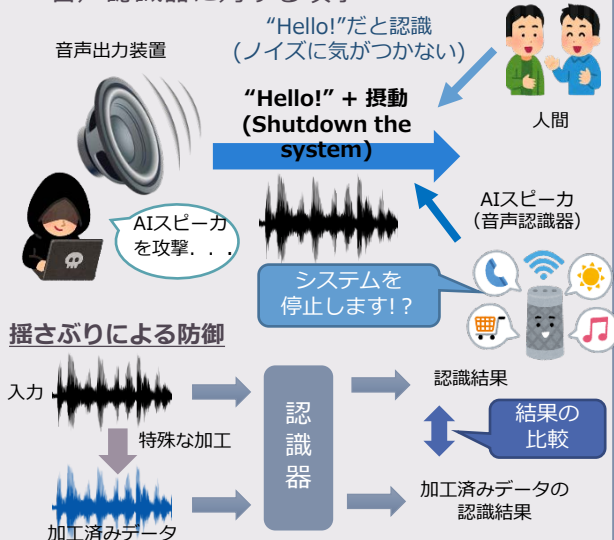 音声出力装置
“Hello!”だと認識
(ノイズに気がつかない)
人間
“Hello!” + 摂動
(Shutdown the
system)
AIスピーカ
を攻撃．．．
AIスピーカ
(音声認識器)
システムを
停止します!？
揺さぶりによる防御
入力
特殊な加工
加工済みデータ
認
識
器
認識結果
結果の
比較
加工済みデータの
認識結果